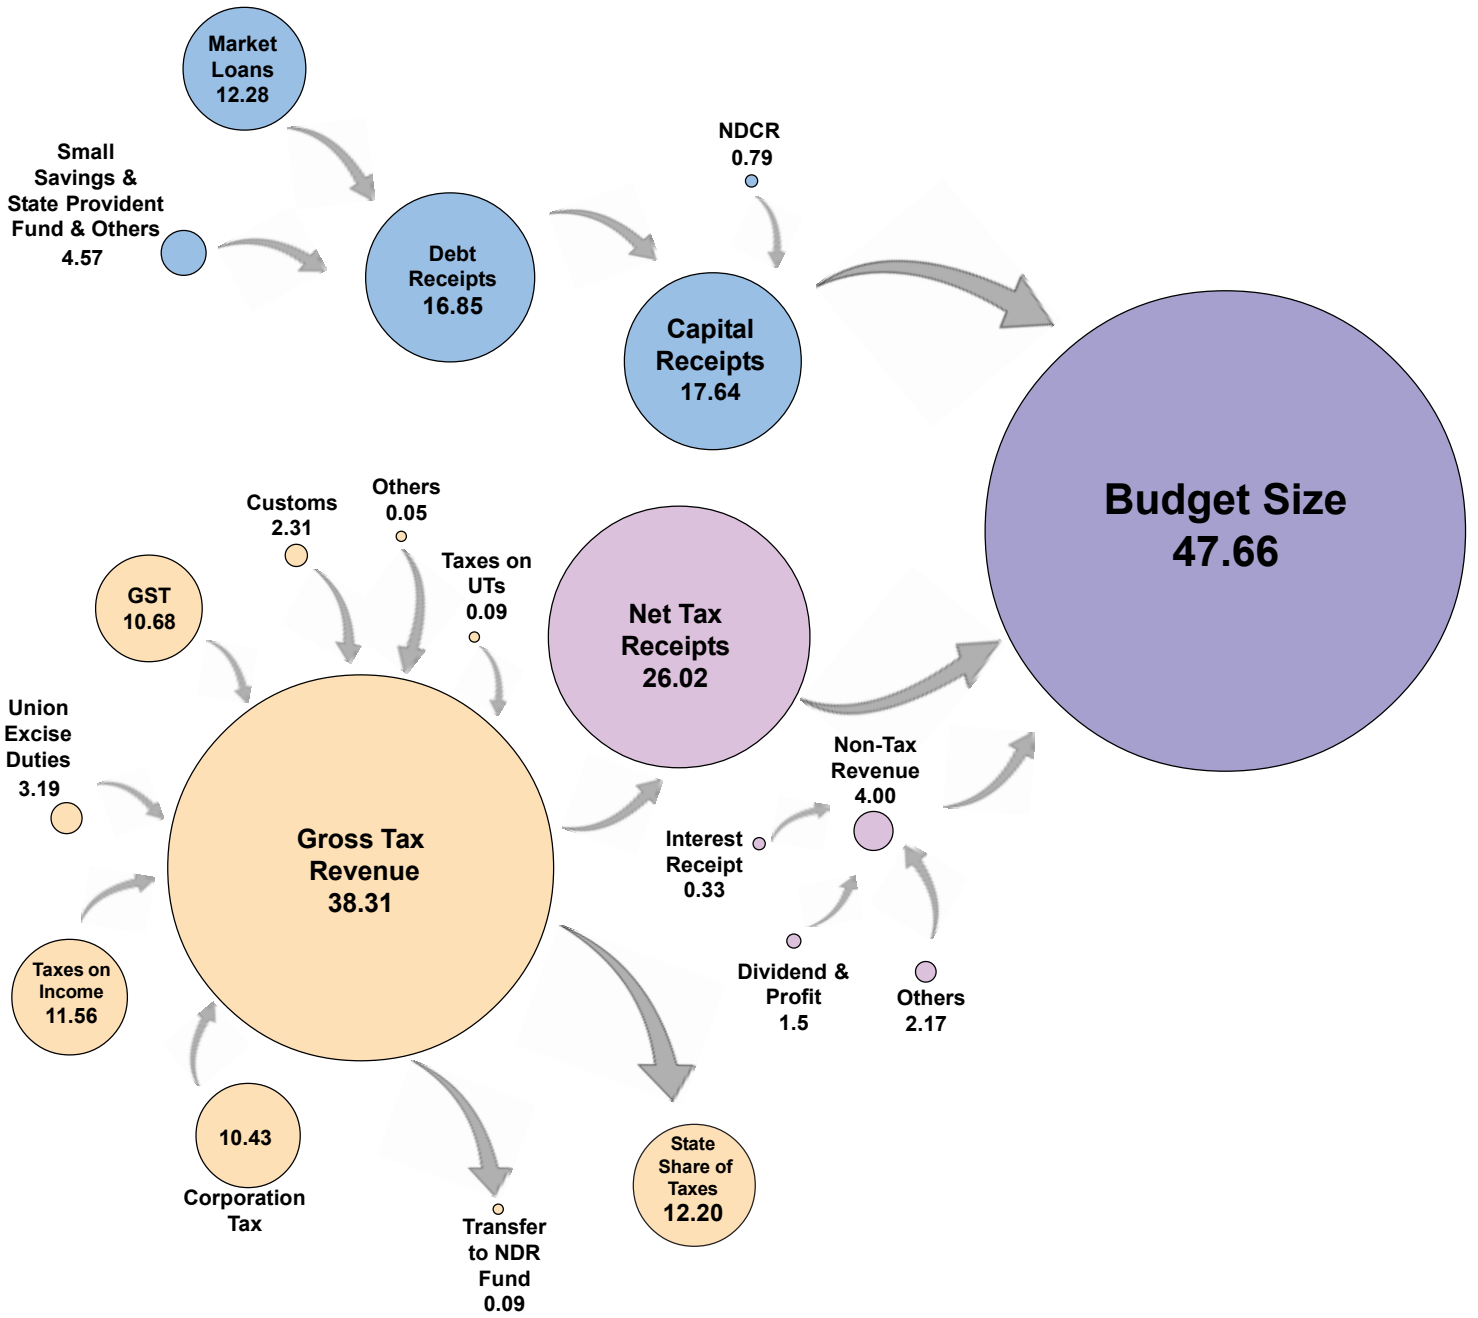 Market
Loans
12.28
Small
Savings &
State Provident
Fund & Others
4.57
Debt
Receipts
16.85
NDCR
0.79
Capital
Receipts
17.64
Budget Size
47.66
Customs
2.31
Others
0.05
Taxes on
UTs
0.09
GST
10.68
Union
Excise
Duties
3.19
Gross Tax
Revenue
38.31
Taxes on
Income
11.56
10.43
Corporation
Tax
Net Tax
Receipts
26.02
Non-Tax
Revenue
4.00
Interest
Receipt
0.33
Dividend &
Profit
1.5
Others
2.17
State
Share of
Taxes
12.20
Transfer
to NDR
Fund
0.09